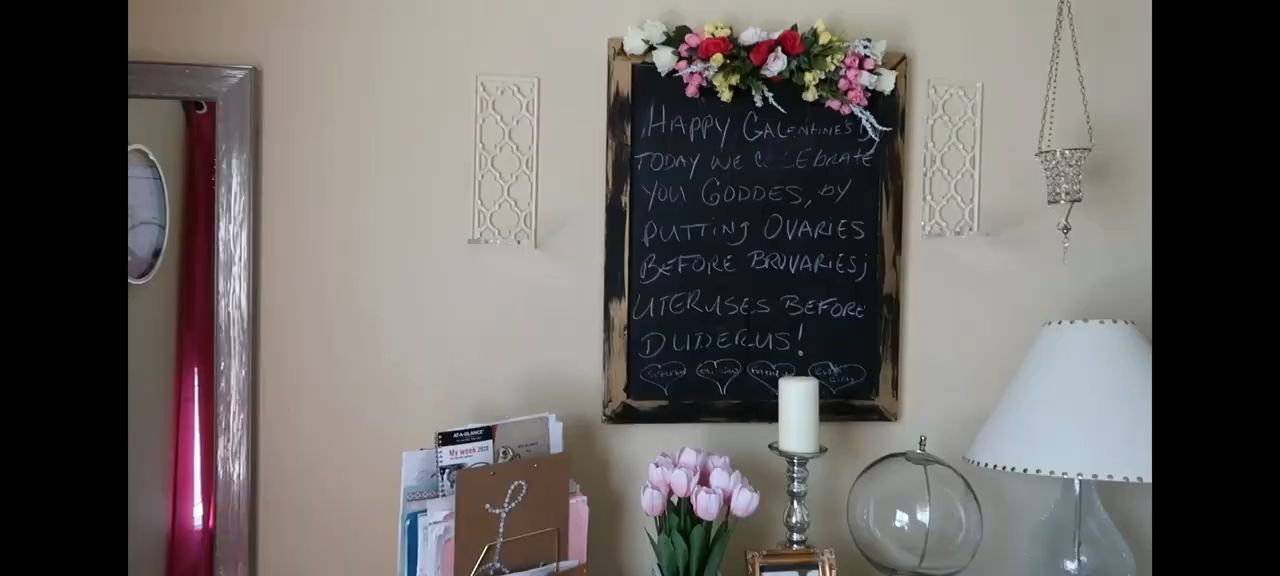 HAPPY GALENTINES D
TODAY WE CELEBRATE
YOU GODDES, BY
PUTTING OVARIES
BEFORE BROVARIES;
UTERUSES BEFORE
DUDERUS!
AT-A-GLANCE
My week 2021
L